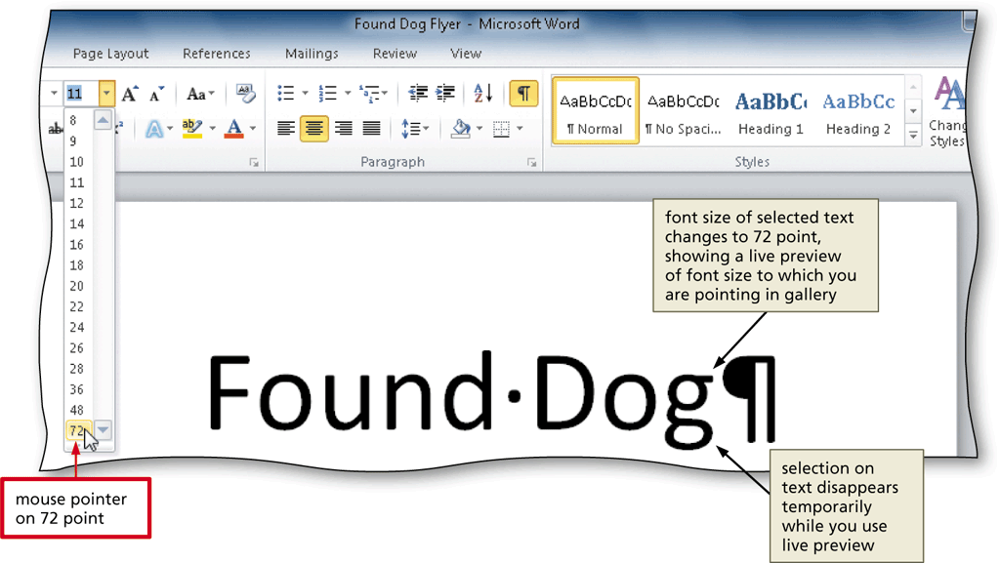 Found Dog Flyer - Microsoft Word
Page Layout References Mailings Review View
11 Aa
AaBbCcDc AaBbCcDc AaBbCc AaBbCc
¶ Normal ¶ No Spaci... Heading 1 Heading 2
Styles
Paragraph Styles
8
9
10
11
12
14
16
18
20
22
24
26
28
36
48
72
font size of selected text
changes to 72 point,
showing a live preview
of font size to which you
are pointing in gallery
Found·Dog¶
selection on
text disappears
temporarily
while you use
live preview
mouse pointer
on 72 point